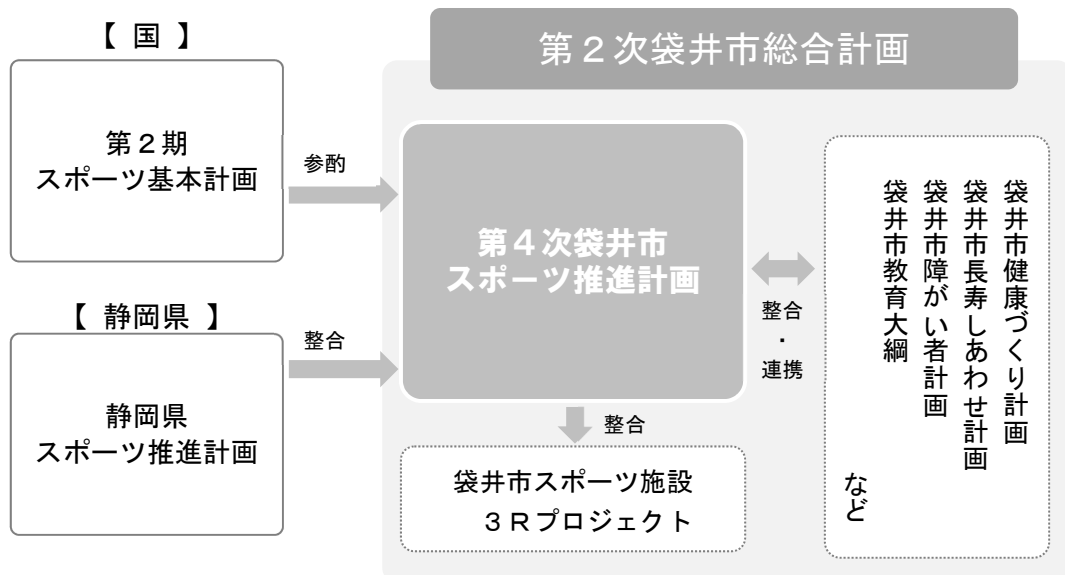 【 国 】
第２期
スポーツ基本計画
参酌
【 静岡県 】
静岡県
スポーツ推進計画
整合
第２次袋井市総合計画
第４次袋井市
スポーツ推進計画
整合
・
連携
整合
袋井市スポーツ施設
３Ｒプロジェクト
袋井市健康づくり計画
袋井市長寿しあわせ計画
袋井市障がい者計画
袋井市教育大綱
など